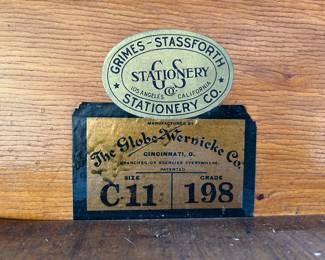 GRIMES-STASSFORTH
G S
STATIONERY
Co
LOS ANGELES CALIFORNIA
STATIONERY CO.
MANUFACTURED BY
The Globe-Wernicke Co.
CINCINNATI, O.
BRANCHES, OR AGENCIES EVERYWHERE.
PATENTED
SIZE GRADE
C-11 198